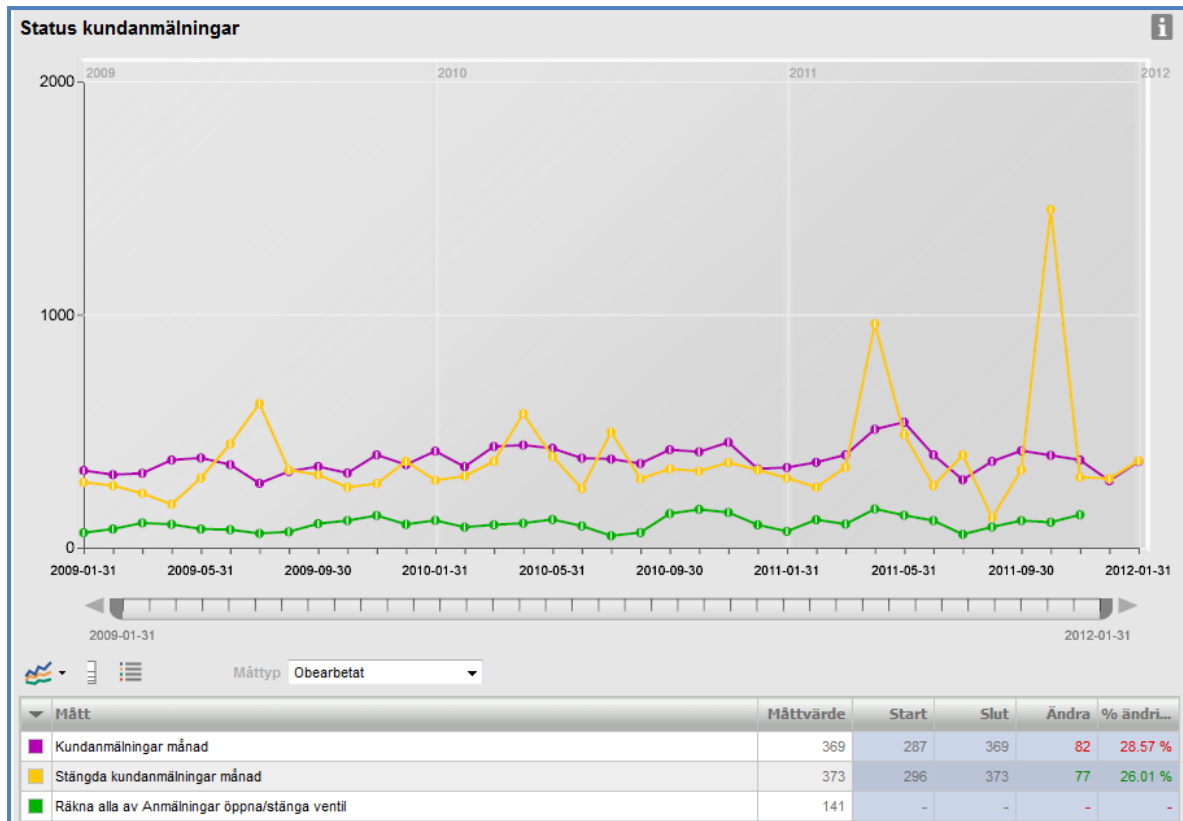 Status kundanmälningar
2009 2010 2011 2012
2000
1000
0
2009-01-31 2009-05-31 2009-09-30 2010-01-31 2010-05-31 2010-09-30 2011-01-31 2011-05-31 2011-09-30 2012-01-31
2009-01-31 2012-01-31
Måttyp Obearbetat
Mått Måttvärde Start Slut Ändra % ändri...
Kundanmälningar månad 369 287 369 82 28.57 %
Stängda kundanmälningar månad 373 296 373 77 26.01 %
Räkna alla av Anmälningar öppna/stänga ventil 141 - - - -